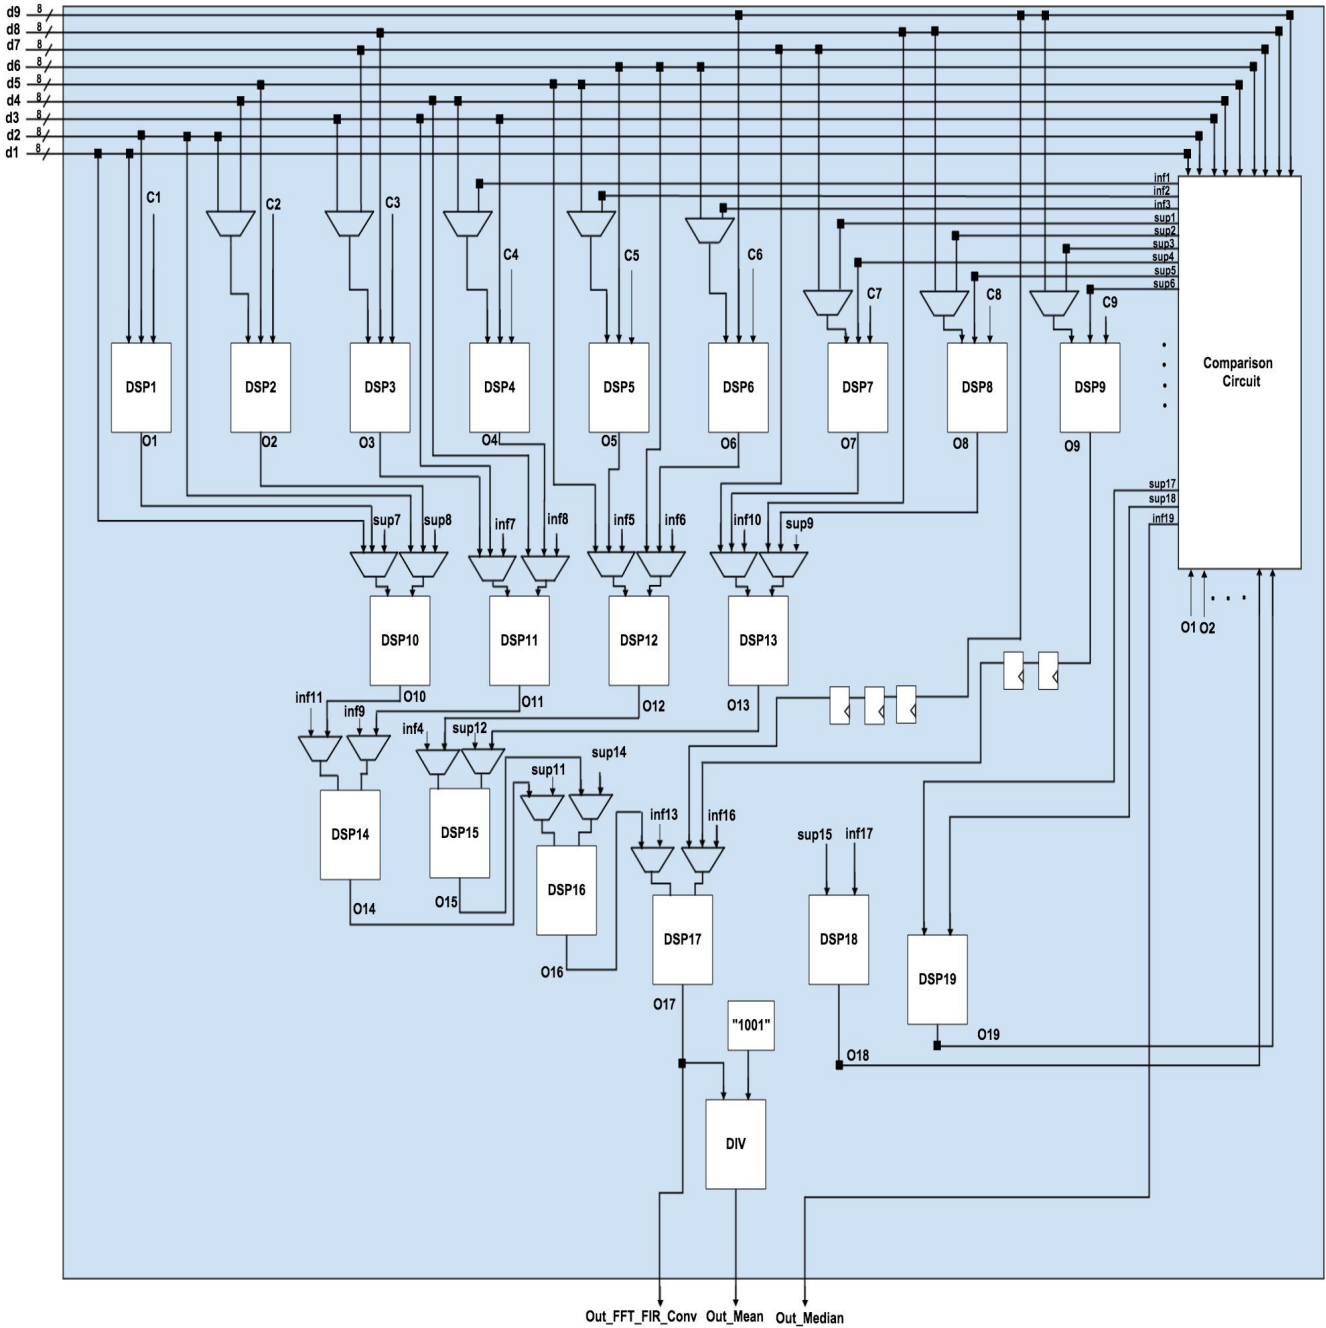 d9 8
d8 8
d7 8
d6 8
d5 8
d4 8
d3 8
d2 8
d1 8
inf1
inf2
inf3
sup1
sup2
sup3
sup4
sup5
sup6
C1
C2
C3
C4
C5
C6
C7
C8
C9
DSP1
DSP2
DSP3
DSP4
DSP5
DSP6
DSP7
DSP8
DSP9
Comparison
Circuit
O1
O2
O3
O4
O5
O6
O7
O8
O9
sup17
sup18
inf19
sup7
sup8
inf7
inf8
inf5
inf6
inf10
sup9
O1 O2
DSP10
DSP11
DSP12
DSP13
O10
O11
O12
O13
inf11
inf9
inf4
sup12
sup11
sup14
inf13
inf16
sup15
inf17
DSP14
DSP15
DSP16
DSP17
DSP18
DSP19
O14
O15
O16
O17
O18
O19
"1001"
DIV
Out_FFT_FIR_Conv
Out_Mean
Out_Median